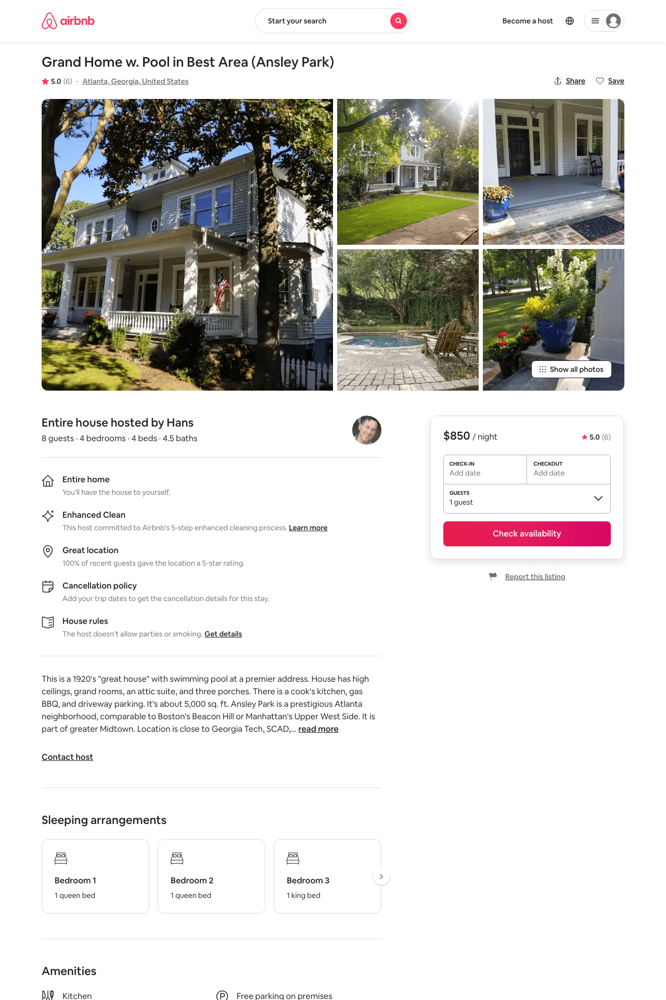 airbnb
Start your search
Become a host
Grand Home w. Pool in Best Area (Ansley Park)
5.0 (6) · Atlanta, Georgia, United States
Share
Save
Show all photos
Entire house hosted by Hans
8 guests · 4 bedrooms · 4 beds · 4.5 baths
Entire home
You’ll have the house to yourself.
Enhanced Clean
This host committed to Airbnb's 5-step enhanced cleaning process. Learn more
Great location
100% of recent guests gave the location a 5-star rating.
Cancellation policy
Add your trip dates to get the cancellation details for this stay.
House rules
The host doesn’t allow parties or smoking. Get details
$850 / night
5.0 (6)
CHECK-IN
Add date
CHECKOUT
Add date
GUESTS
1 guest
Check availability
Report this listing
This is a 1920's "great house" with swimming pool at a premier address. House has high
ceilings, grand rooms, an attic suite, and three porches. There is a cook's kitchen, gas
BBQ, and driveway parking. It's about 5,000 sq. ft. Ansley Park is a prestigious Atlanta
neighborhood, comparable to Boston's Beacon Hill or Manhattan's Upper West Side. It is
part of greater Midtown. Location is close to Georgia Tech, SCAD,... read more
Contact host
Sleeping arrangements
Bedroom 1
1 queen bed
Bedroom 2
1 queen bed
Bedroom 3
1 king bed
Amenities
Kitchen
Free parking on premises